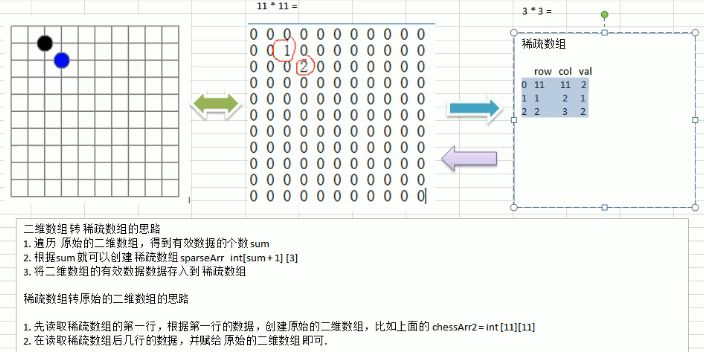 11 * 11 =
3 * 3 =
0 0 0 0 0 0 0 0 0 0 0
0 0 1 0 0 0 0 0 0 0 0
0 0 0 2 0 0 0 0 0 0 0
0 0 0 0 0 0 0 0 0 0 0
0 0 0 0 0 0 0 0 0 0 0
0 0 0 0 0 0 0 0 0 0 0
0 0 0 0 0 0 0 0 0 0 0
0 0 0 0 0 0 0 0 0 0 0
0 0 0 0 0 0 0 0 0 0 0
0 0 0 0 0 0 0 0 0 0 0
0 0 0 0 0 0 0 0 0 0 0
稀疏数组
row col val
0 11 11 2
1 1 2 1
2 2 3 2
二维数组 转 稀疏数组的思路
1. 遍历 原始的二维数组，得到有效数据的个数 sum
2. 根据sum 就可以创建 稀疏数组 sparseArr int[sum + 1] [3]
3. 将二维数组的有效数据数据存入到 稀疏数组
稀疏数组转原始的二维数组的思路
1. 先读取稀疏数组的第一行，根据第一行的数据，创建原始的二维数组，比如上面的 chessArr2 = int [11][11]
2. 在读取稀疏数组后几行的数据，并赋给 原始的二维数组 即可.